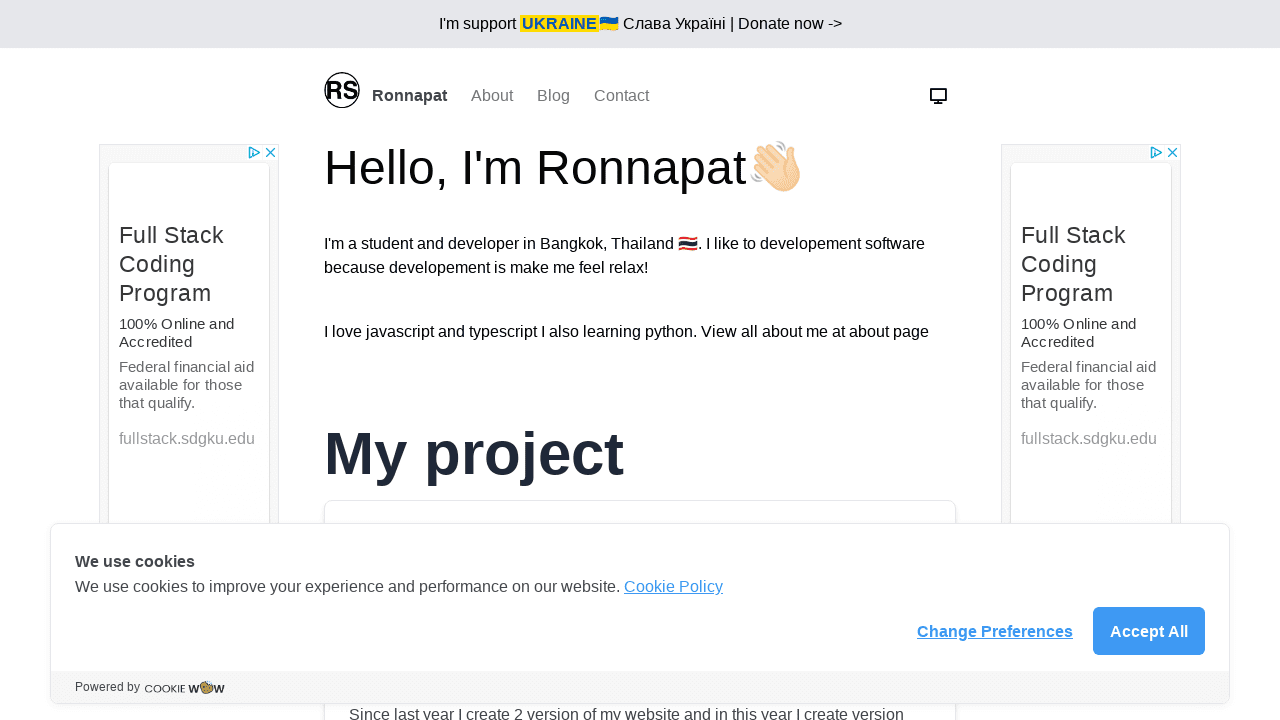 I'm support UKRAINE🇺🇦 Слава Україні | Donate now ->
RS Ronnapat About Blog Contact
Hello, I'm Ronnapat👋🏻
I'm a student and developer in Bangkok, Thailand 🇹🇭. I like to developement software
because developement is make me feel relax!
I love javascript and typescript I also learning python. View all about me at about page
Full Stack
Coding
Program
100% Online and
Accredited
Federal financial aid
available for those
that qualify.
fullstack.sdgku.edu
Full Stack
Coding
Program
100% Online and
Accredited
Federal financial aid
available for those
that qualify.
fullstack.sdgku.edu
My project
We use cookies
We use cookies to improve your experience and performance on our website. Cookie Policy
Change Preferences Accept All
Powered by COOKIE WOW
Since last year I create 2 version of my website and in this year I create version